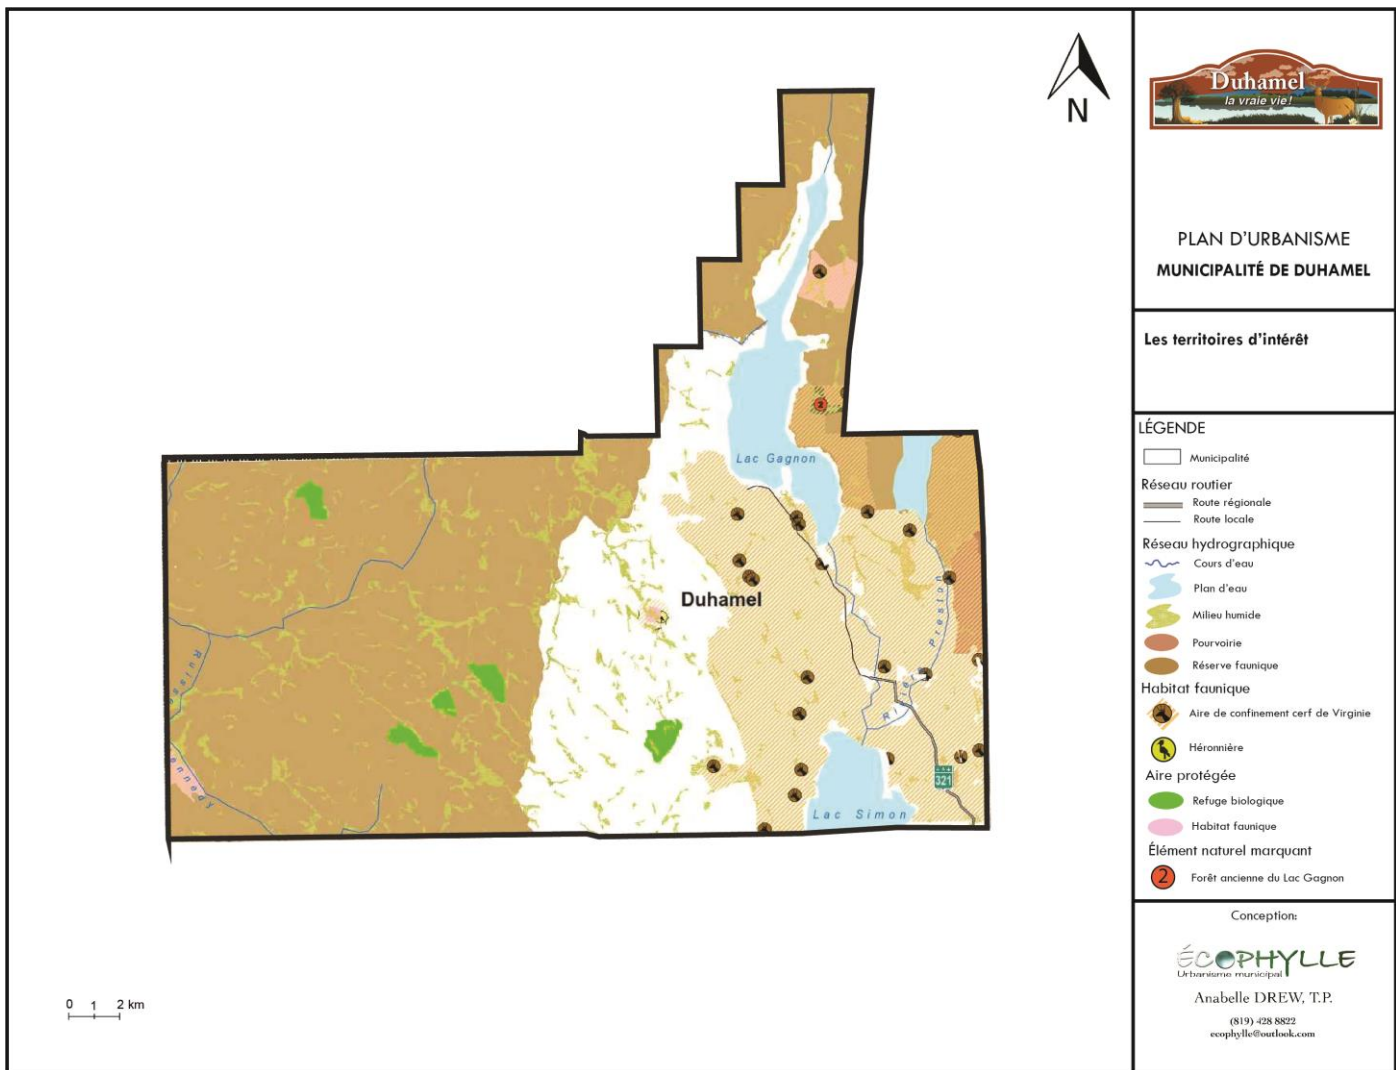 N
Lac Gagnon
Duhamel
Preston
Ruisseau
ennedy
321
Lac Simon
0 1 2 km
Duhamel
la vraie vie!
PLAN D'URBANISME
MUNICIPALITÉ DE DUHAMEL
Les territoires d'intérêt
LÉGENDE
Municipalité
Réseau routier
Route régionale
Route locale
Réseau hydrographique
Cours d'eau
Plan d'eau
Milieu humide
Pourvoirie
Réserve faunique
Habitat faunique
Aire de confinement cerf de Virginie
Héronnière
Aire protégée
Refuge biologique
Habitat faunique
Élément naturel marquant
2 Forêt ancienne du Lac Gagnon
Conception:
ÉCOPHYLLE
Urbanisme municipal
Anabelle DREW, T.P.
(819) 428 8822
ecophylle@outlook.com